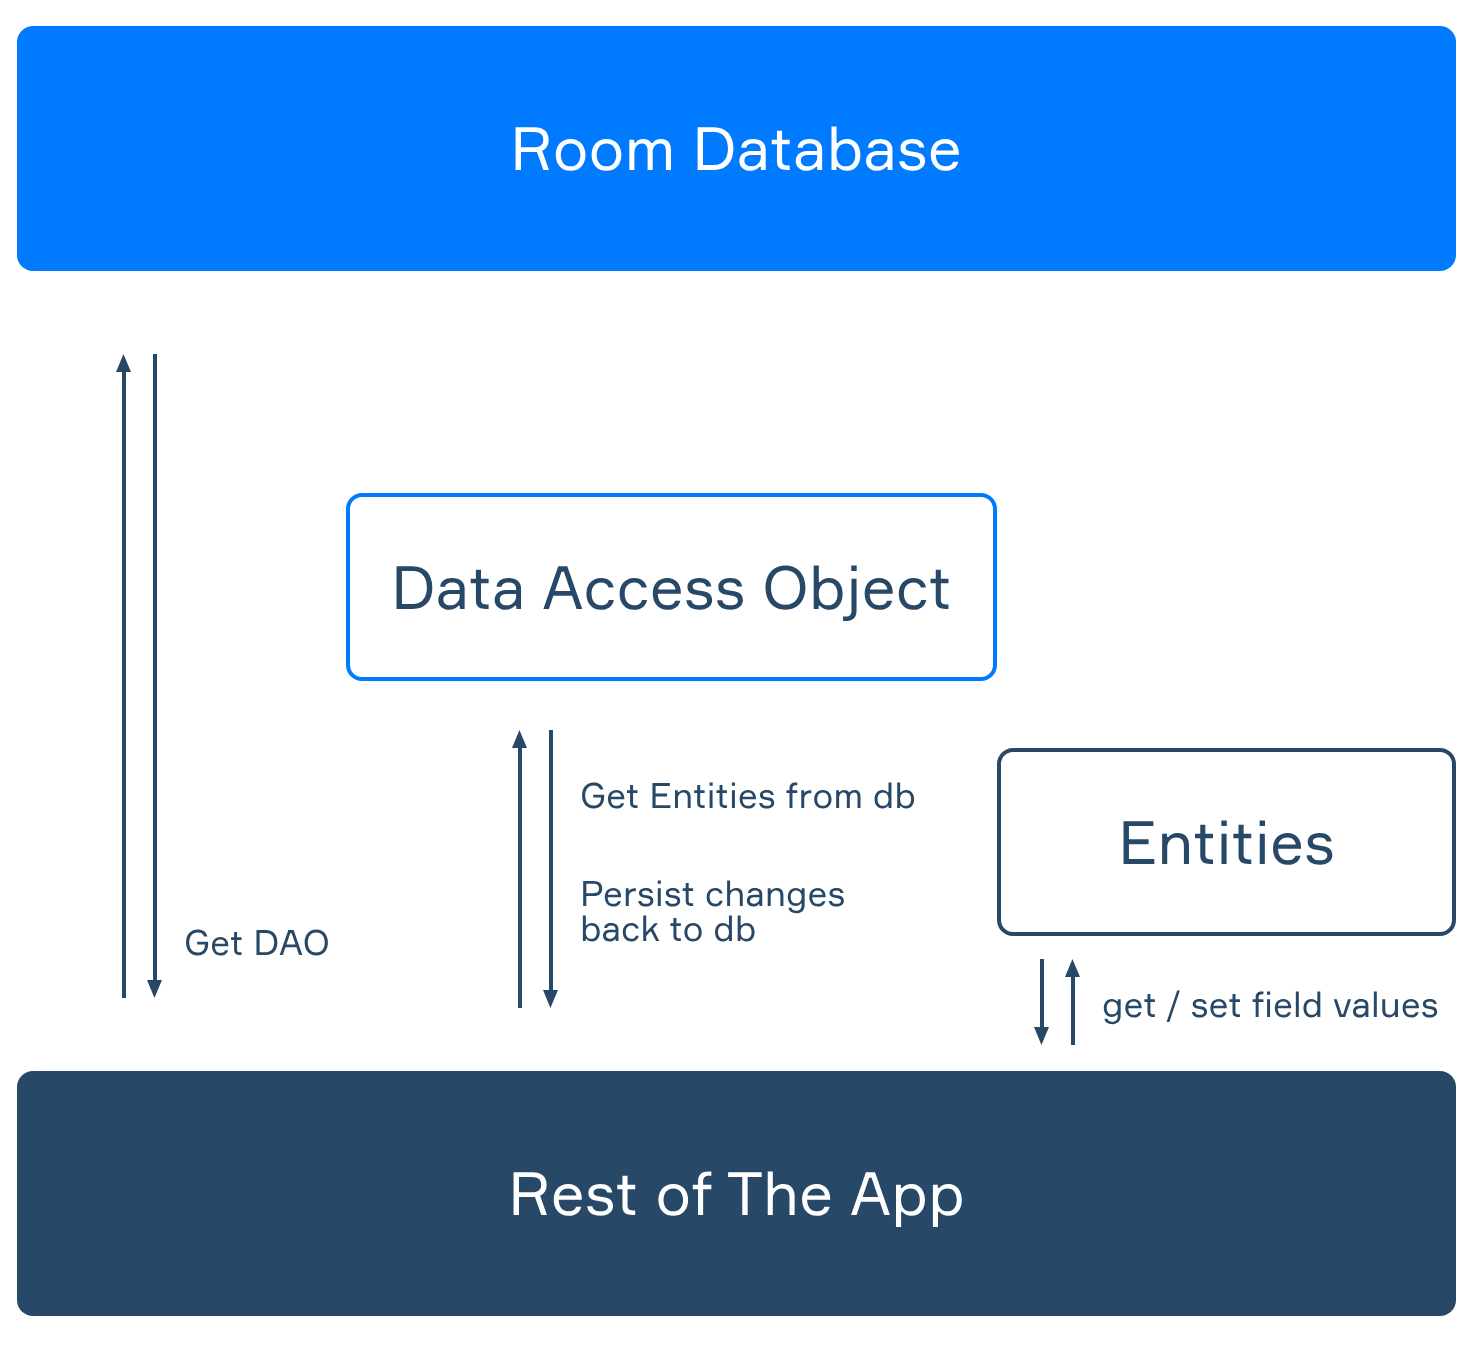 Room Database
Data Access Object
Get Entities from db
Persist changes
back to db
Entities
Get DAO
get / set field values
Rest of The App